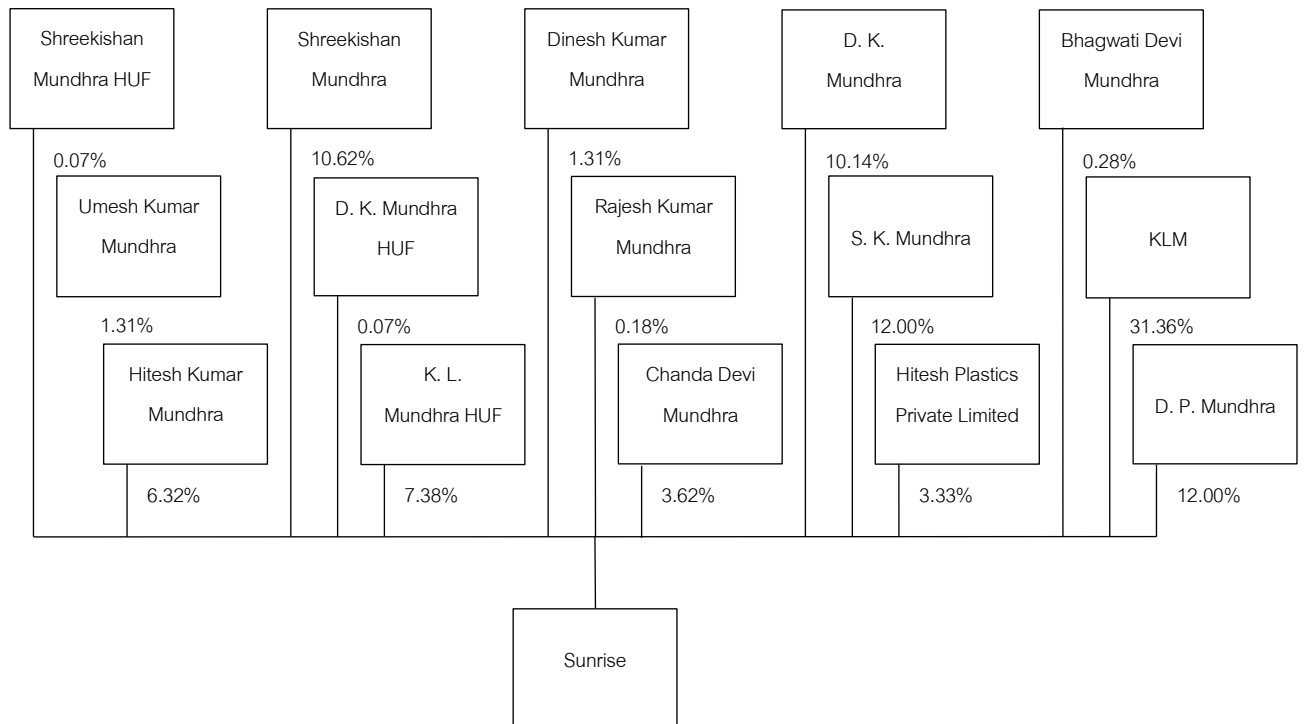 Shreekishan
Mundhra HUF
Shreekishan
Mundhra
Dinesh Kumar
Mundhra
D. K.
Mundhra
Bhagwati Devi
Mundhra
0.07%
10.62%
1.31%
10.14%
0.28%
Umesh Kumar
Mundhra
D. K. Mundhra
HUF
Rajesh Kumar
Mundhra
S. K. Mundhra
KLM
1.31%
0.07%
0.18%
12.00%
31.36%
Hitesh Kumar
Mundhra
K. L.
Mundhra HUF
Chanda Devi
Mundhra
Hitesh Plastics
Private Limited
D. P. Mundhra
6.32%
7.38%
3.62%
3.33%
12.00%
Sunrise